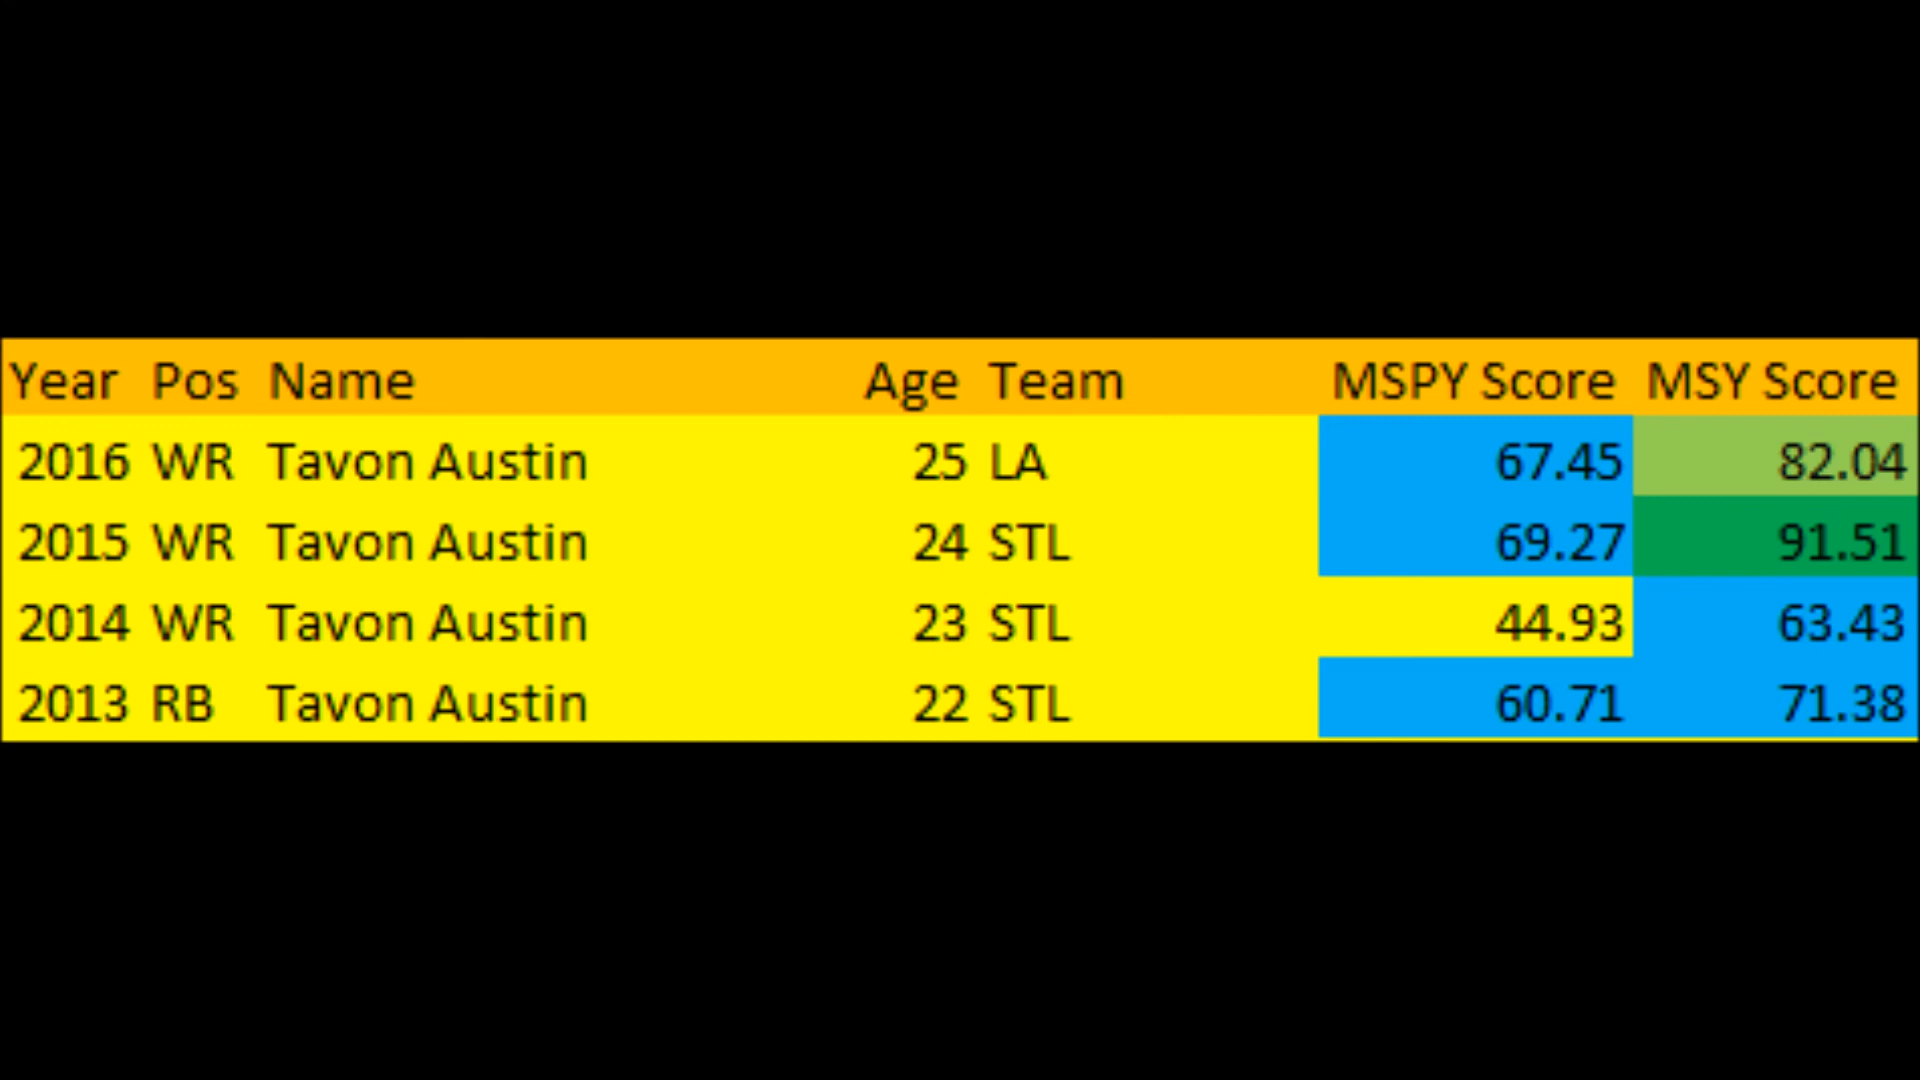 Year Pos Name Age Team MSPY Score MSY Score
2016 WR Tavon Austin 25 LA 67.45 82.04
2015 WR Tavon Austin 24 STL 69.27 91.51
2014 WR Tavon Austin 23 STL 44.93 63.43
2013 RB Tavon Austin 22 STL 60.71 71.38